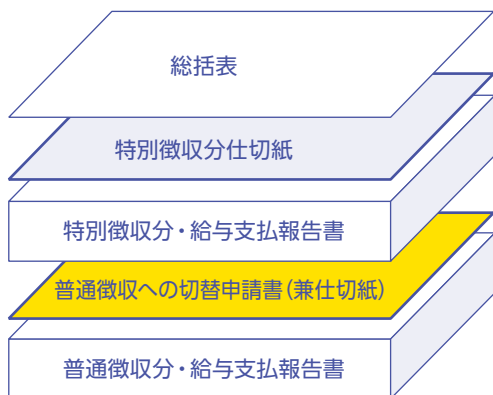 総括表
特別徴収分仕切紙
特別徴収分・給与支払報告書
普通徴収への切替申請書(兼仕切紙)
普通徴収分・給与支払報告書